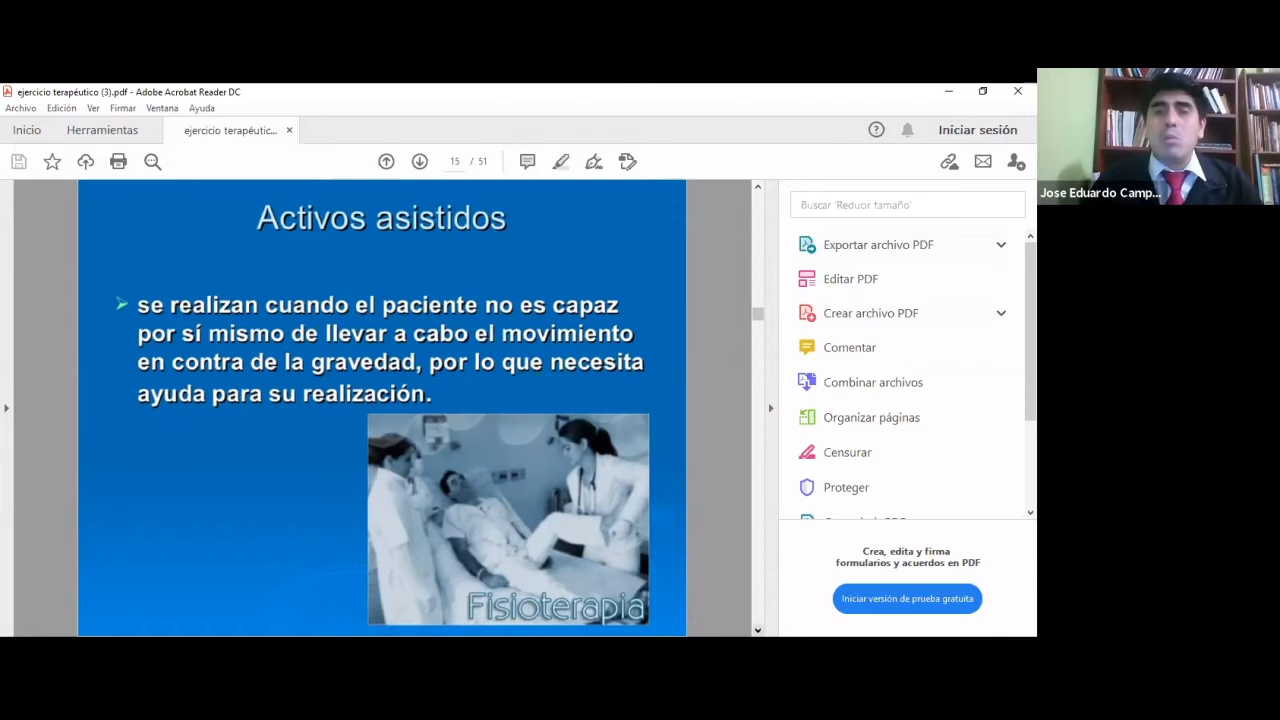 ejercicio terapéutico (3).pdf - Adobe Acrobat Reader DC
Archivo Edición Ver Firmar Ventana Ayuda
Inicio Herramientas ejercicio terapéutic... × Iniciar sesión
15 / 51
Activos asistidos
se realizan cuando el paciente no es capaz
por sí mismo de llevar a cabo el movimiento
en contra de la gravedad, por lo que necesita
ayuda para su realización.
Fisioterapia
Buscar 'Reducir tamaño'
Exportar archivo PDF
Editar PDF
Crear archivo PDF
Comentar
Combinar archivos
Organizar páginas
Censurar
Proteger
Crea, edita y firma
formularios y acuerdos en PDF
Iniciar versión de prueba gratuita
Jose Eduardo Camp...